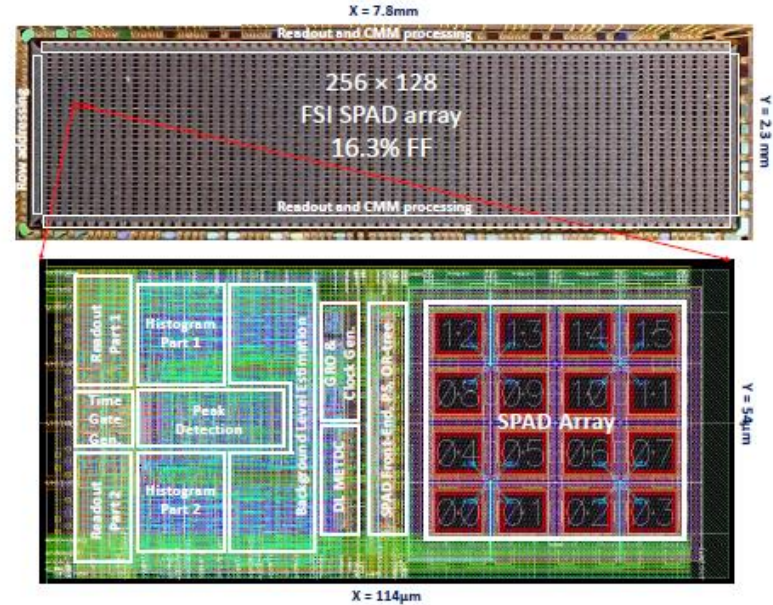 X = 7.8mm
Readout and CMM processing
256 × 128
FSI SPAD array
16.3% FF
Row addressing
Y = 2.3 mm
Readout and CMM processing
Readout
Part 1
Histogram
Part 1
Background Level Estimation
GRO &
Clock Gen.
SPAD Front-End, PS, OR-tree
12 13 14 15
08 09 10 11
Time
Gate
Gen.
Peak
Detection
SPAD Array
Y = 54μm
Readout
Part 2
Histogram
Part 2
DL METDC
04 05 06 07
00 01 02 03
X = 114μm